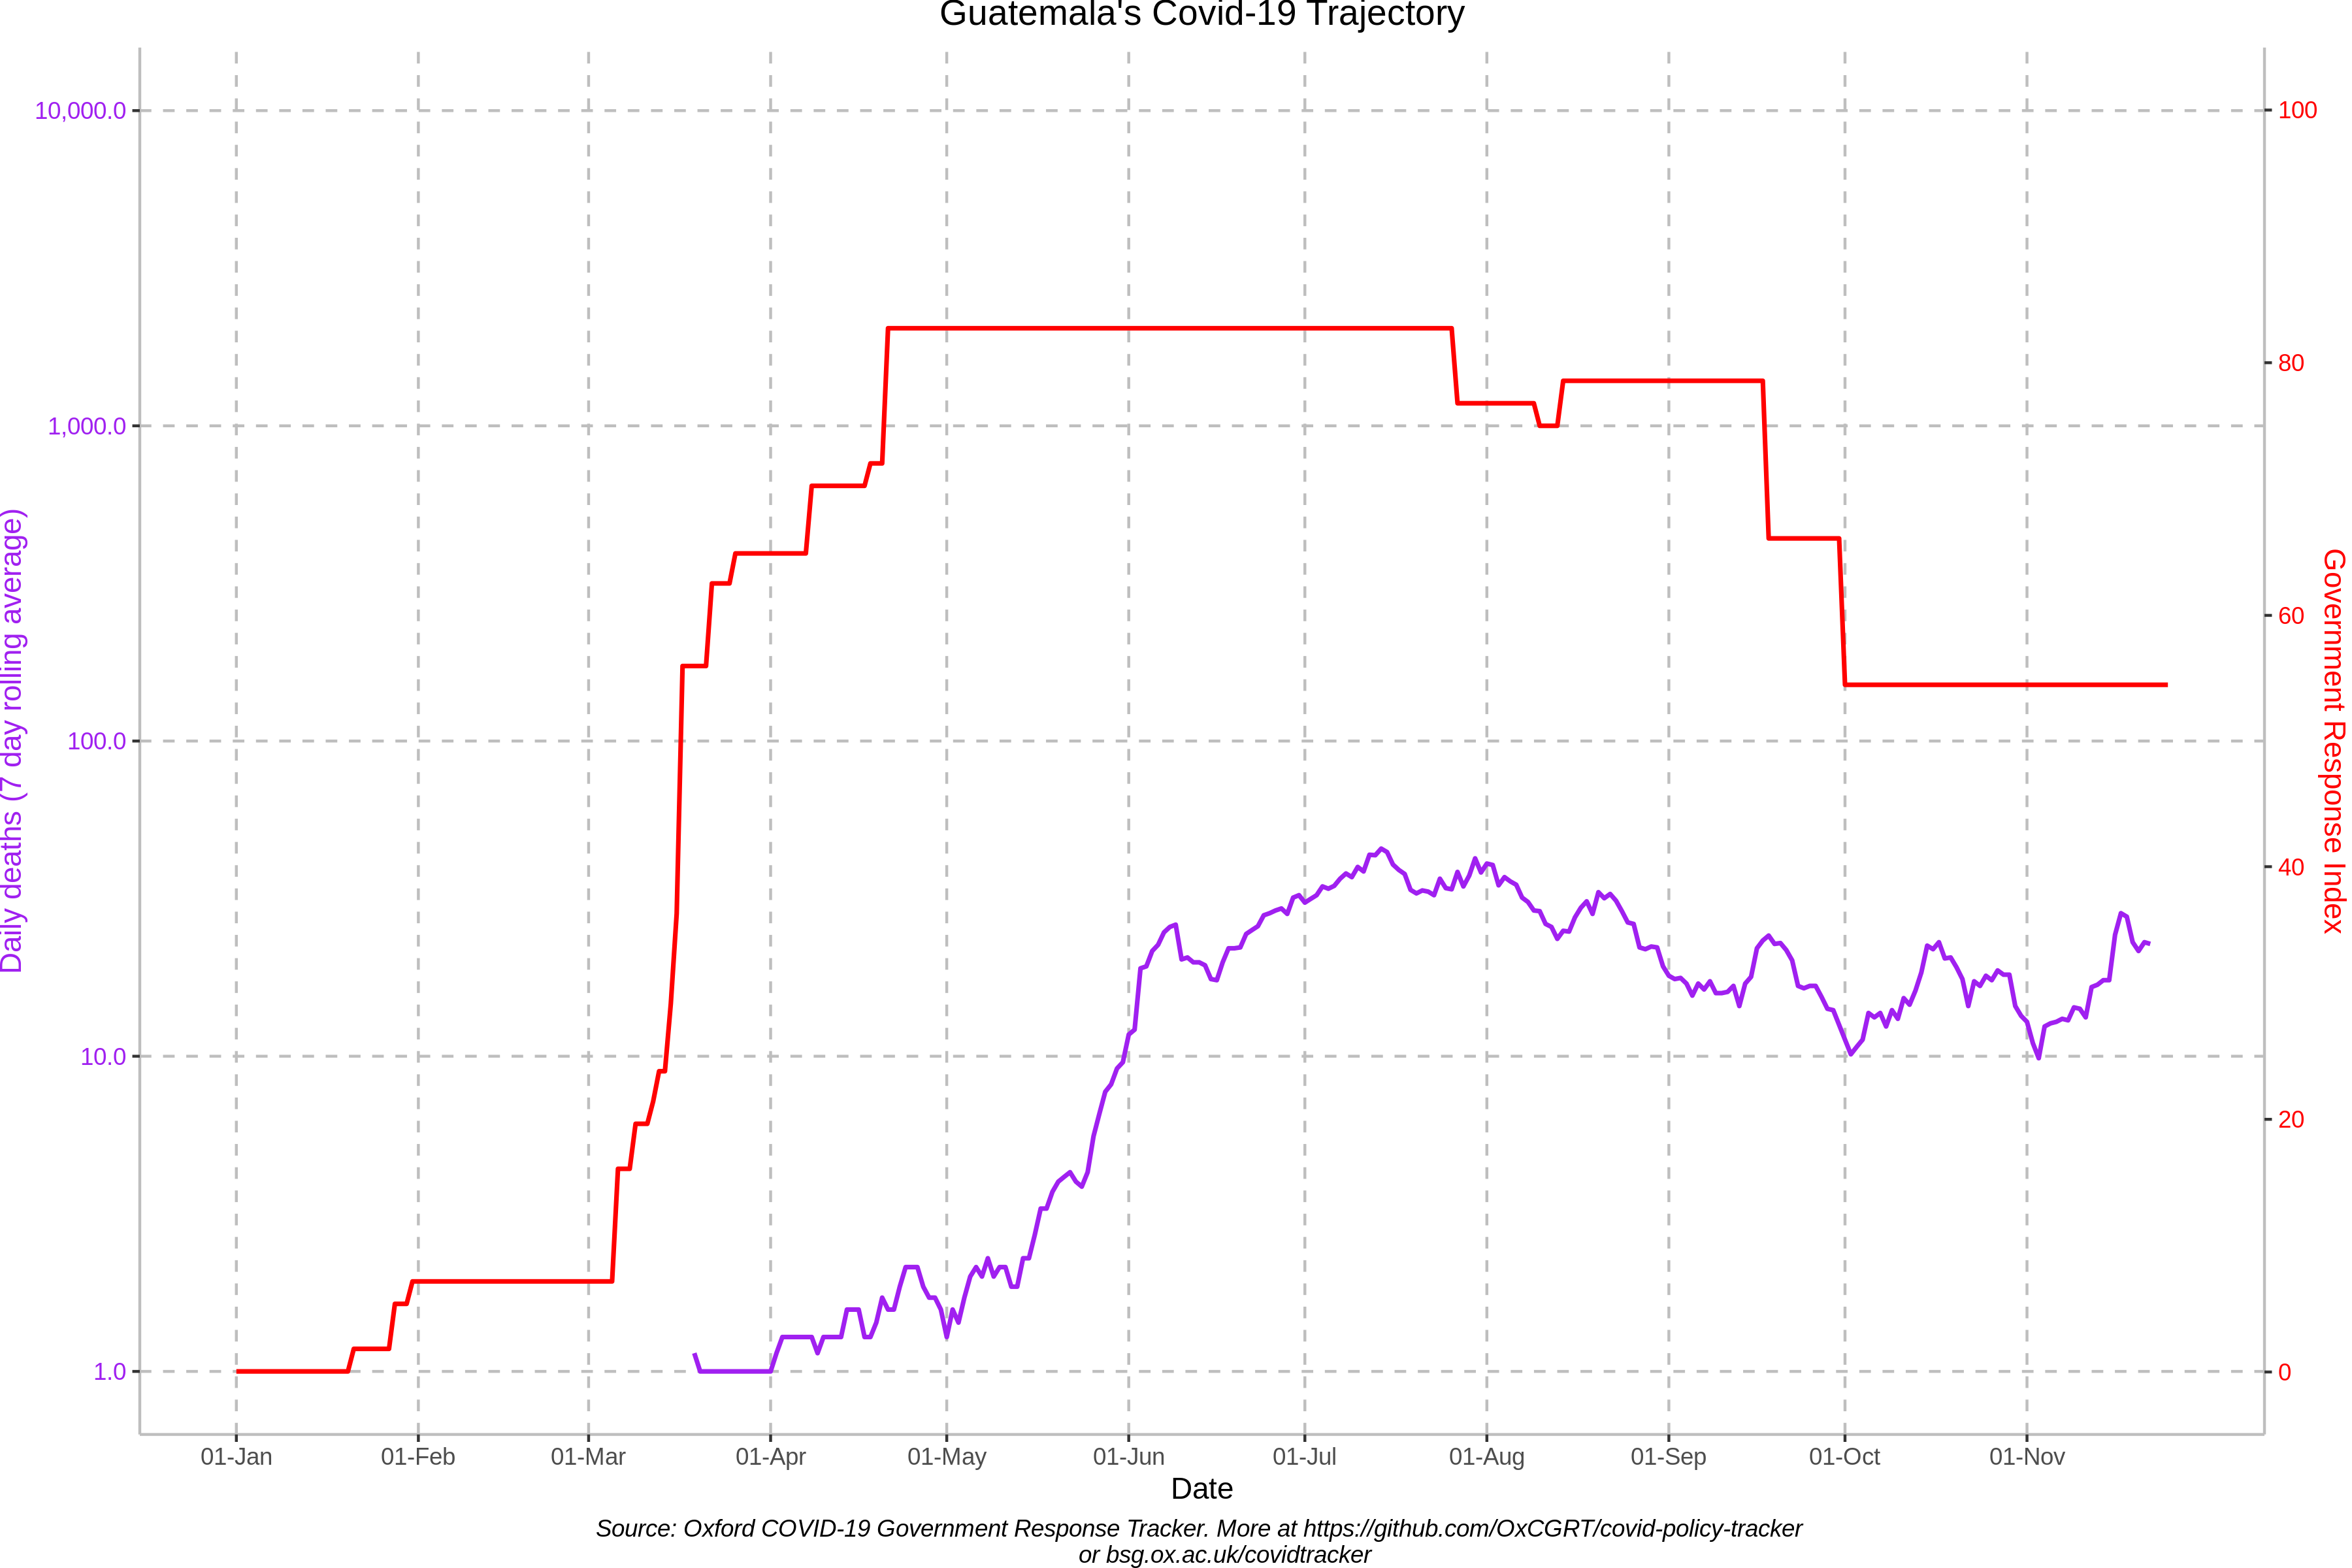 Guatemala's Covid-19 Trajectory
10,000.0
1,000.0
100.0
10.0
1.0
Daily deaths (7 day rolling average)
100
80
60
40
20
0
Government Response Index
01-Jan
01-Feb
01-Mar
01-Apr
01-May
01-Jun
01-Jul
01-Aug
01-Sep
01-Oct
01-Nov
Date
Source: Oxford COVID-19 Government Response Tracker. More at https://github.com/OxCGRT/covid-policy-tracker
or bsg.ox.ac.uk/covidtracker